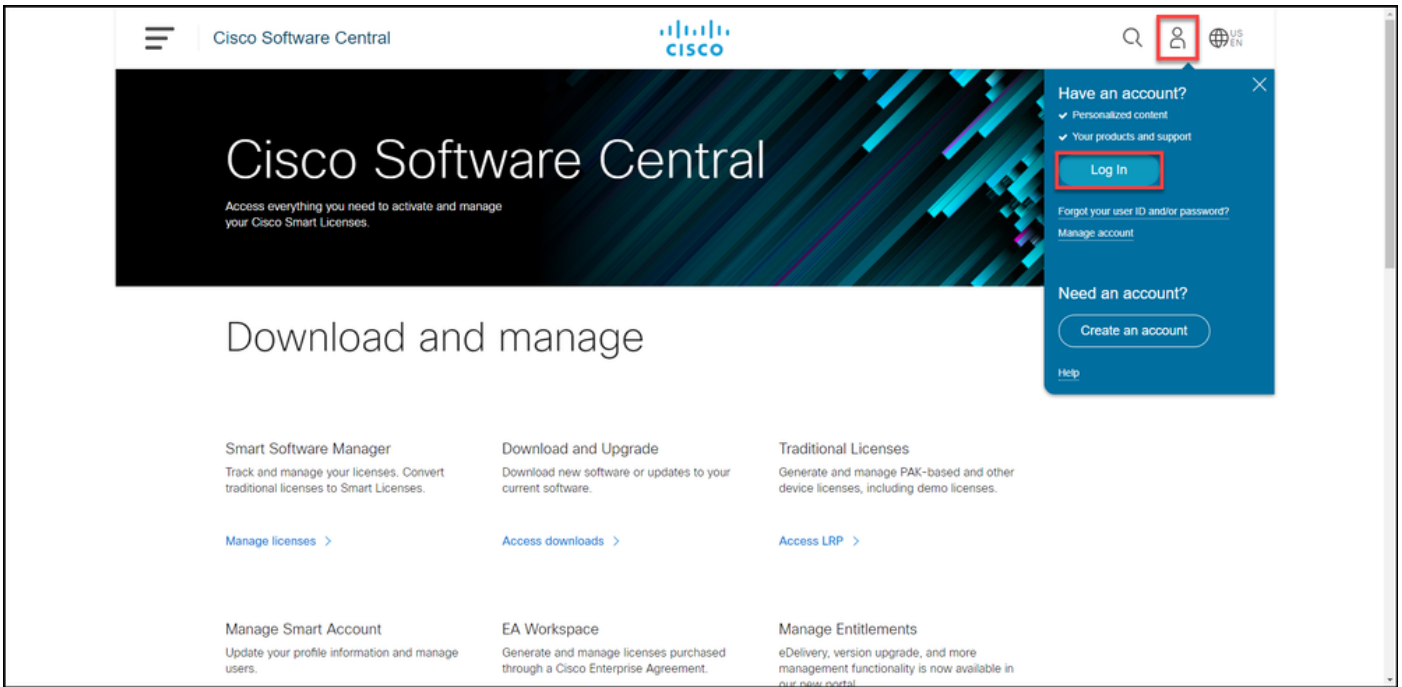 Cisco Software Central
CISCO
US
EN
Have an account?
Personalized content
Your products and support
Log In
Forgot your user ID and/or password?
Manage account
Need an account?
Create an account
Help
Cisco Software Central
Access everything you need to activate and manage
your Cisco Smart Licenses.
Download and manage
Smart Software Manager
Track and manage your licenses. Convert
traditional licenses to Smart Licenses.
Manage licenses
Download and Upgrade
Download new software or updates to your
current software.
Access downloads
Traditional Licenses
Generate and manage PAK-based and other
device licenses, including demo licenses.
Access LRP
Manage Smart Account
Update your profile information and manage
users.
EA Workspace
Generate and manage licenses purchased
through a Cisco Enterprise Agreement.
Manage Entitlements
eDelivery, version upgrade, and more
management functionality is now available in
our new portal